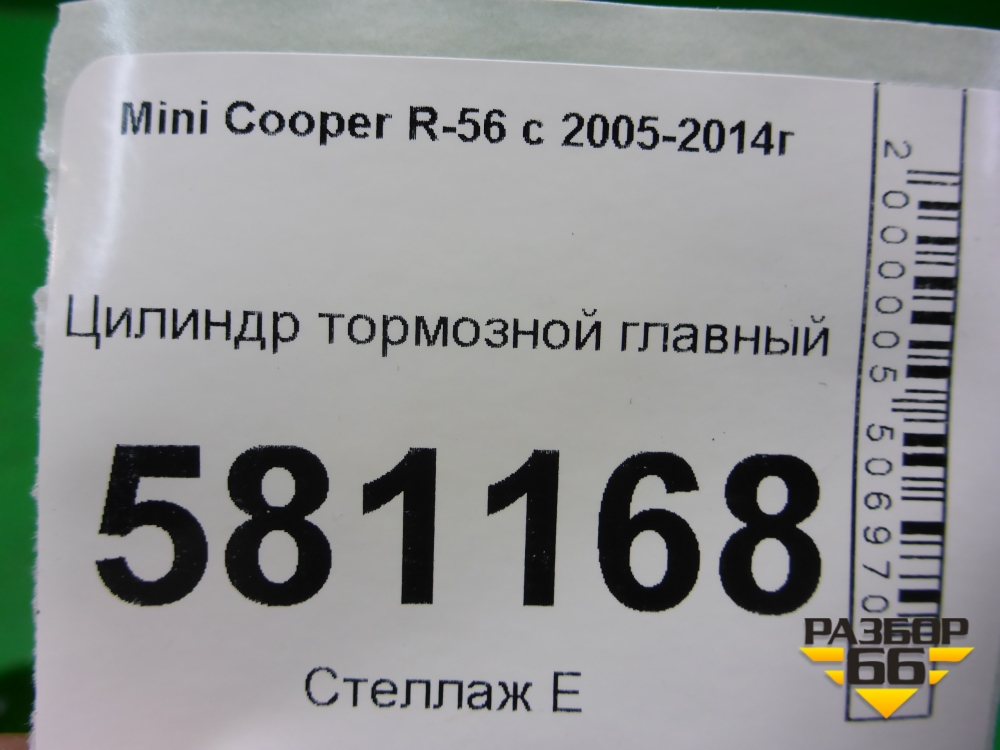 Mini Cooper R-56 с 2005-2014г
Цилиндр тормозной главный
581168
Стеллаж Е
2000005506970
РАЗБОР
66